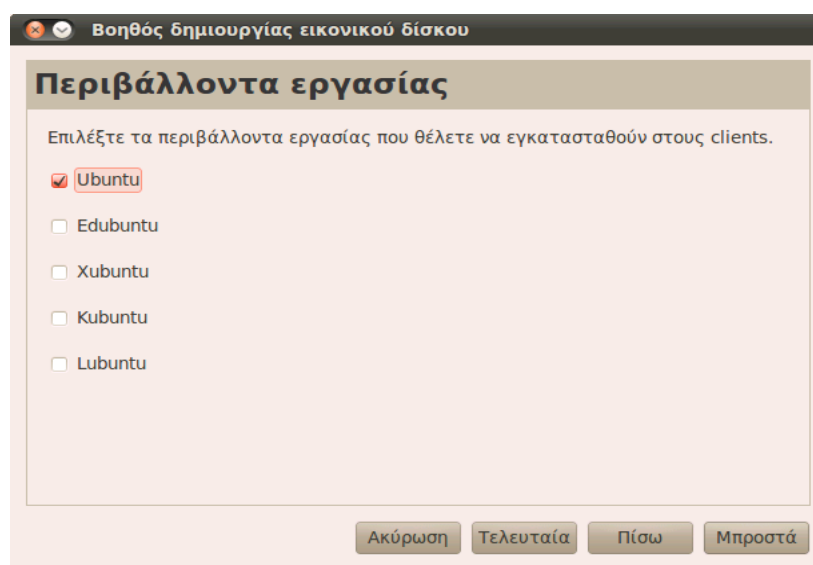 Βοηθός δημιουργίας εικονικού δίσκου
Περιβάλλοντα εργασίας
Επιλέξτε τα περιβάλλοντα εργασίας που θέλετε να εγκατασταθούν στους clients.
Ubuntu
Edubuntu
Xubuntu
Kubuntu
Lubuntu
Ακύρωση Τελευταία Πίσω Μπροστά